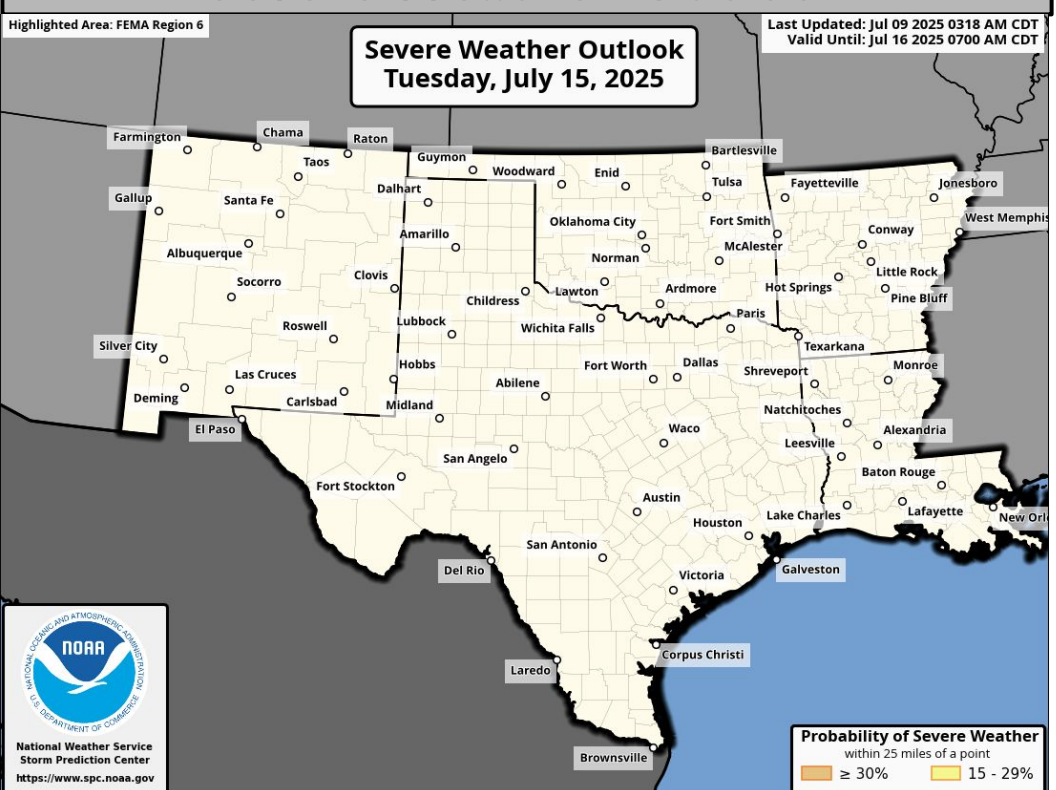 Highlighted Area: FEMA Region 6
Severe Weather Outlook
Tuesday, July 15, 2025
Last Updated: Jul 09 2025 0318 AM CDT
Valid Until: Jul 16 2025 0700 AM CDT
Farmington
Chama
Raton
Taos
Guymon
Woodward
Enid
Bartlesville
Tulsa
Fayetteville
Jonesboro
Gallup
Santa Fe
Dalhart
Oklahoma City
Fort Smith
West Memphis
Amarillo
Conway
Albuquerque
Norman
McAlester
Clovis
Little Rock
Socorro
Childress
Lawton
Ardmore
Hot Springs
Pine Bluff
Roswell
Lubbock
Wichita Falls
Paris
Silver City
Texarkana
Las Cruces
Hobbs
Fort Worth
Dallas
Shreveport
Monroe
Deming
Carlsbad
Midland
Abilene
Natchitoches
El Paso
Waco
Leesville
Alexandria
San Angelo
Fort Stockton
Baton Rouge
Austin
Houston
Lake Charles
Lafayette
New Orl
San Antonio
Del Rio
Victoria
Galveston
Laredo
Corpus Christi
Brownsville
NATIONAL OCEANIC AND ATMOSPHERIC ADMINISTRATION
NOAA
U.S. DEPARTMENT OF COMMERCE
National Weather Service
Storm Prediction Center
https://www.spc.noaa.gov
Probability of Severe Weather
within 25 miles of a point
≥ 30%
15 - 29%